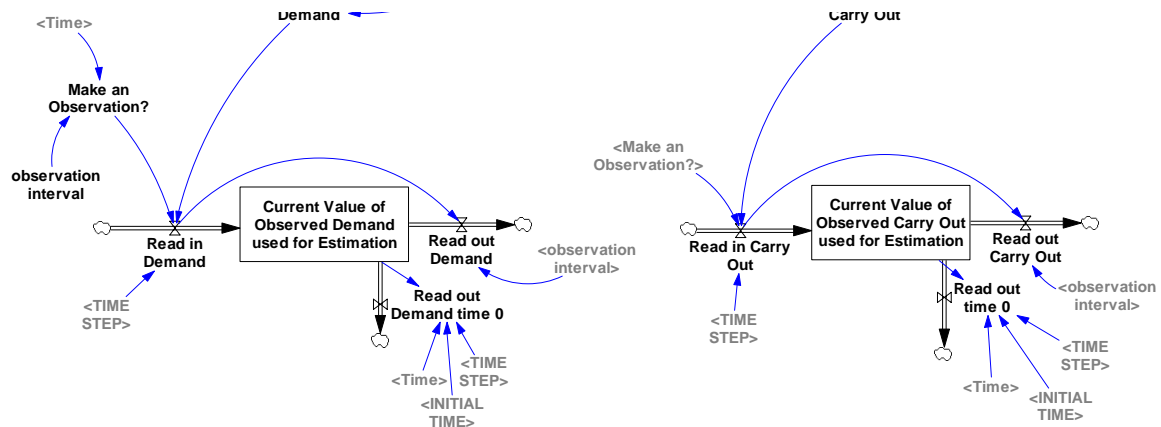 <Time>
Demand
Make an
Observation?
observation
interval
Current Value of
Observed Demand
used for Estimation
Read in
Demand
Read out
Demand
<observation
interval>
<TIME
STEP>
Read out
Demand time 0
<Time>
<TIME
STEP>
<INITIAL
TIME>
Carry Out
<Make an
Observation?>
Current Value of
Observed Carry Out
used for Estimation
Read in Carry
Out
Read out
Carry Out
<observation
interval>
<TIME
STEP>
Read out
time 0
<TIME
STEP>
<Time>
<INITIAL
TIME>